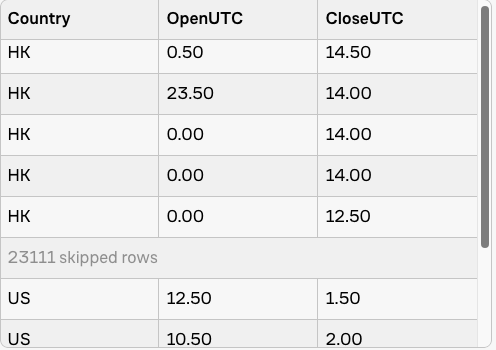 Country OpenUTC CloseUTC
HK 0.50 14.50
HK 23.50 14.00
HK 0.00 14.00
HK 0.00 14.00
HK 0.00 12.50
23111 skipped rows
US 12.50 1.50
US 10.50 2.00